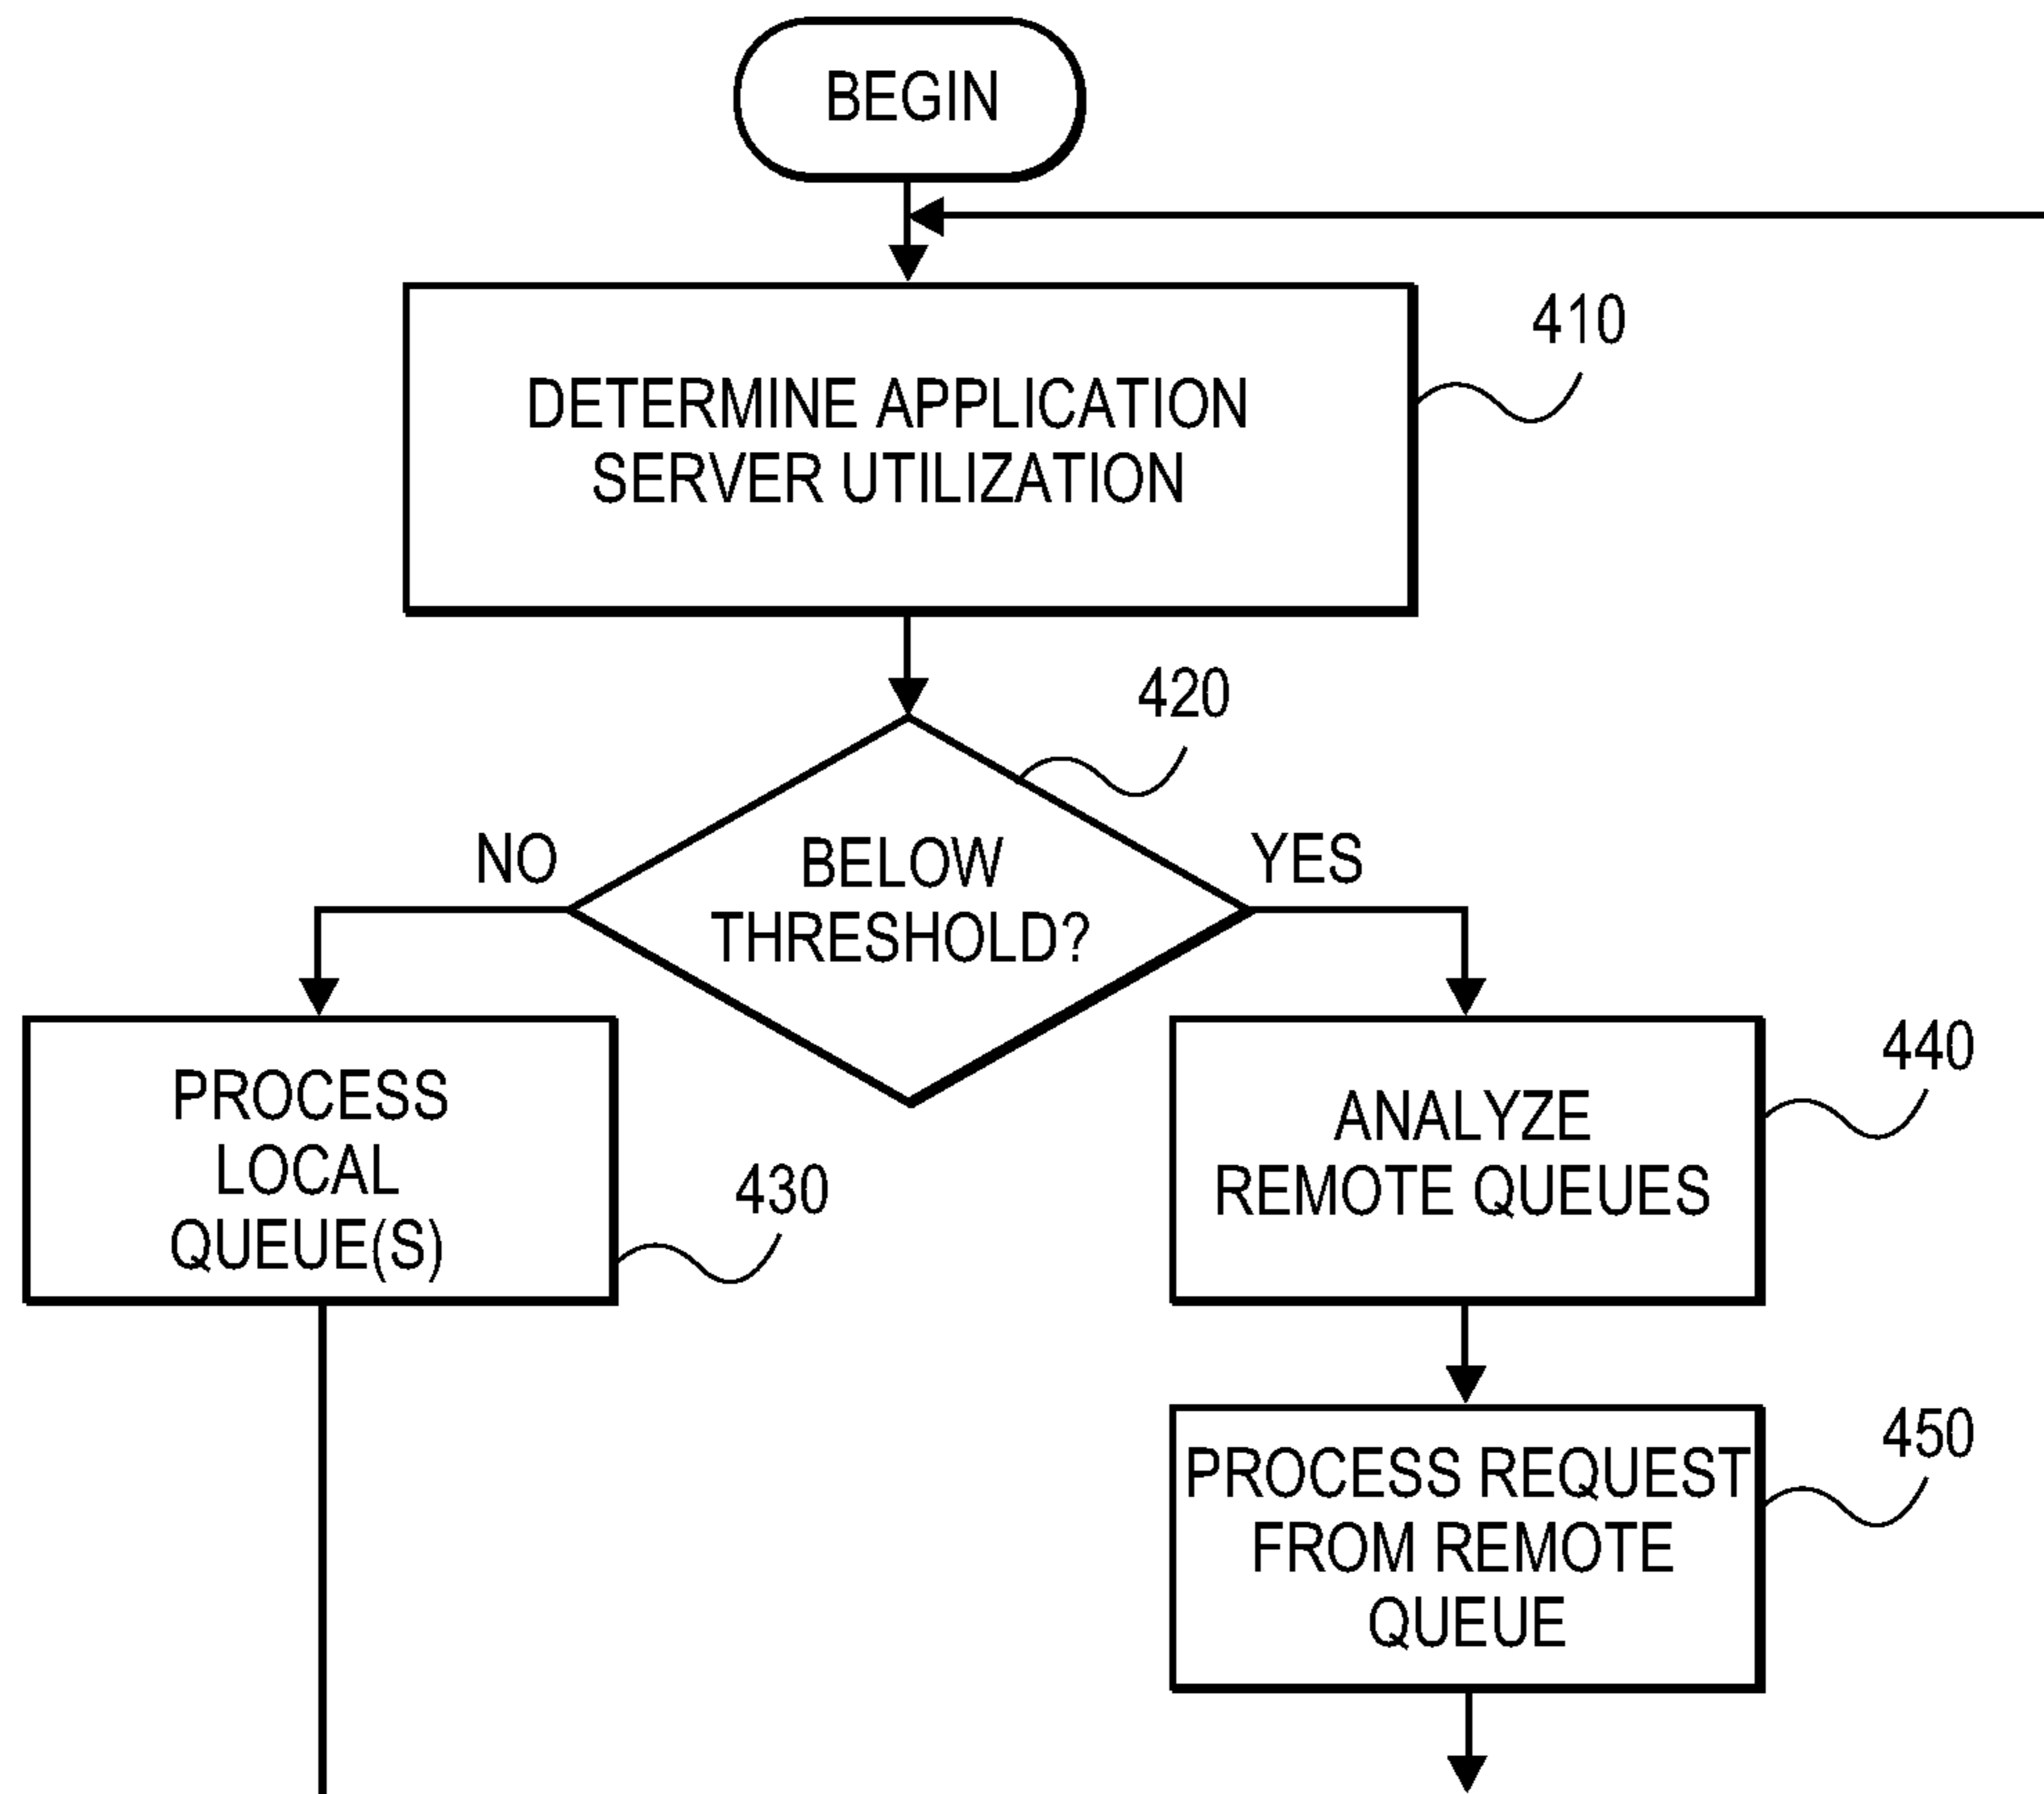 BEGIN
410
DETERMINE APPLICATION
SERVER UTILIZATION
420
NO
BELOW
THRESHOLD?
YES
PROCESS
LOCAL
QUEUE(S)
430
440
ANALYZE
REMOTE QUEUES
450
PROCESS REQUEST
FROM REMOTE
QUEUE